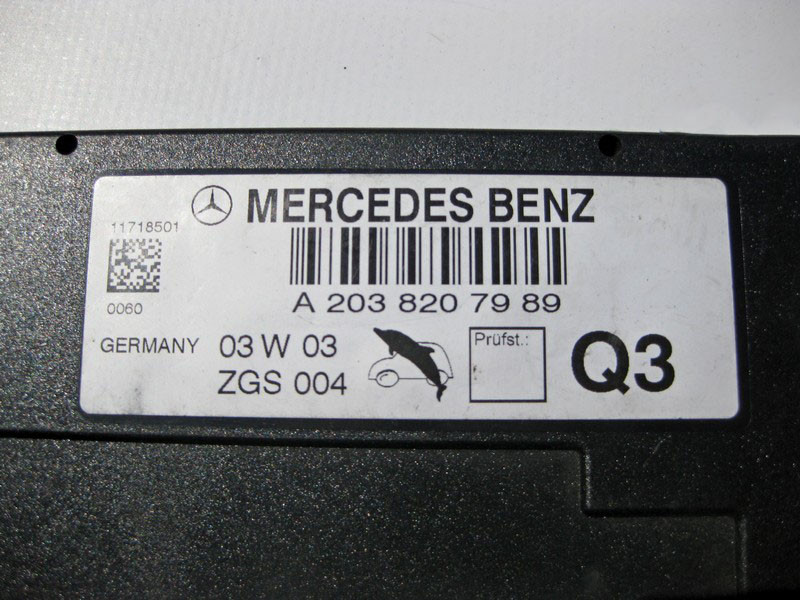 MERCEDES BENZ
11718501
0060
A 203 820 79 89
GERMANY 03 W 03
ZGS 004
Prüfst.:
Q3